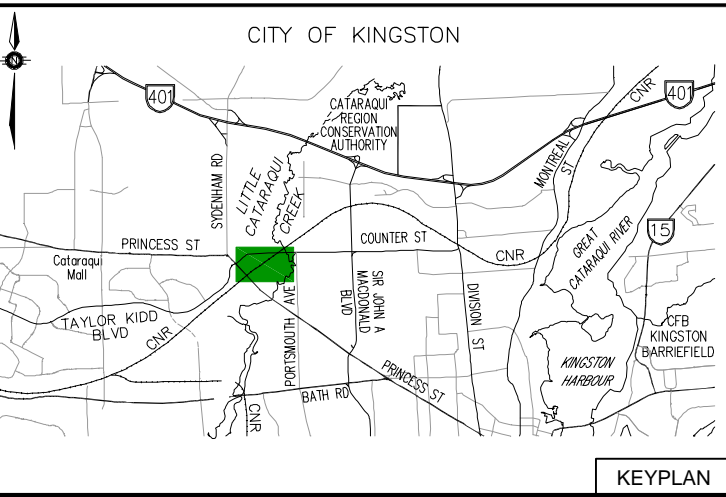 CITY OF KINGSTON
N
401
401
CNR
CATARAQUI
REGION
CONSERVATION
AUTHORITY
MONTREAL
ST
SYDENHAM RD
LITTLE
CATARAQUI
CREEK
GREAT
CATARAQUI RIVER
15
PRINCESS ST
COUNTER ST
CNR
Cataraqui
Mall
PORTSMOUTH AVE
SIR JOHN A
MACDONALD
BLVD
DIVISION ST
TAYLOR KIDD
BLVD
CNR
CFB
KINGSTON
BARRIEFIELD
KINGSTON
HARBOUR
PRINCESS ST
BATH RD
CNR
KEYPLAN